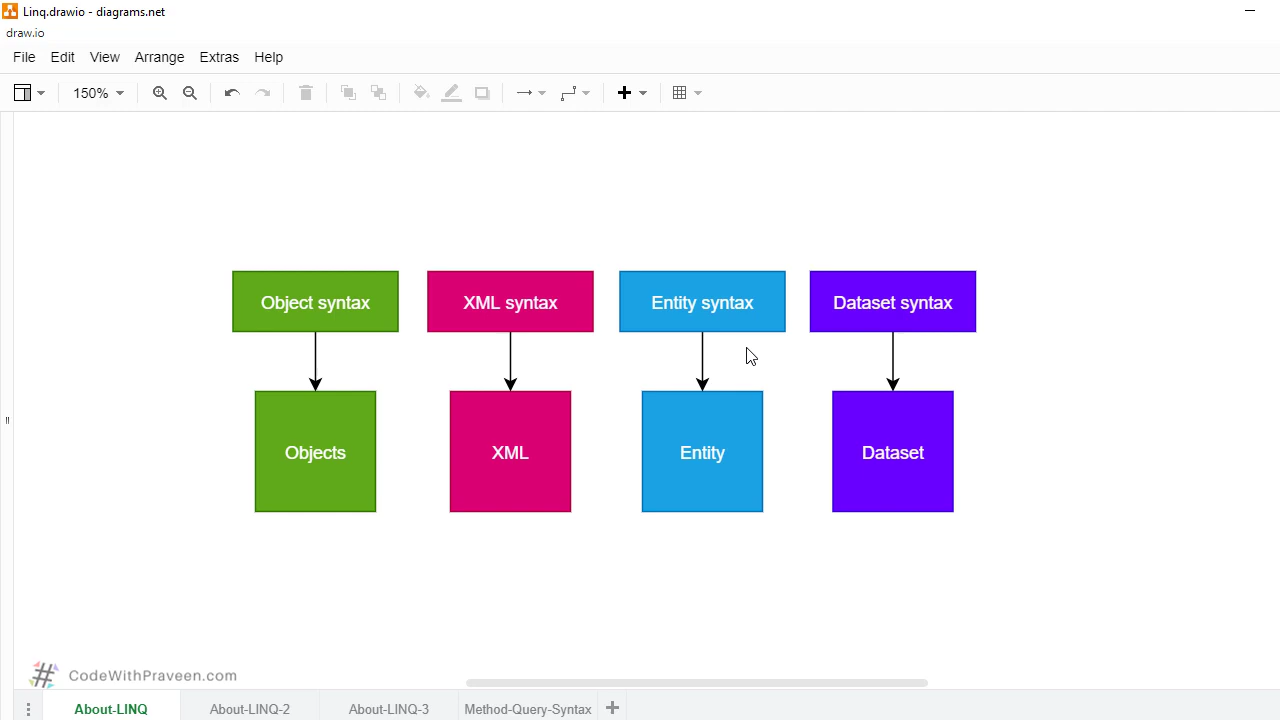 Linq.drawio - diagrams.net
draw.io
File Edit View Arrange Extras Help
150%
Object syntax XML syntax Entity syntax Dataset syntax
Objects XML Entity Dataset
# CodeWithPraveen.com
About-LINQ About-LINQ-2 About-LINQ-3 Method-Query-Syntax